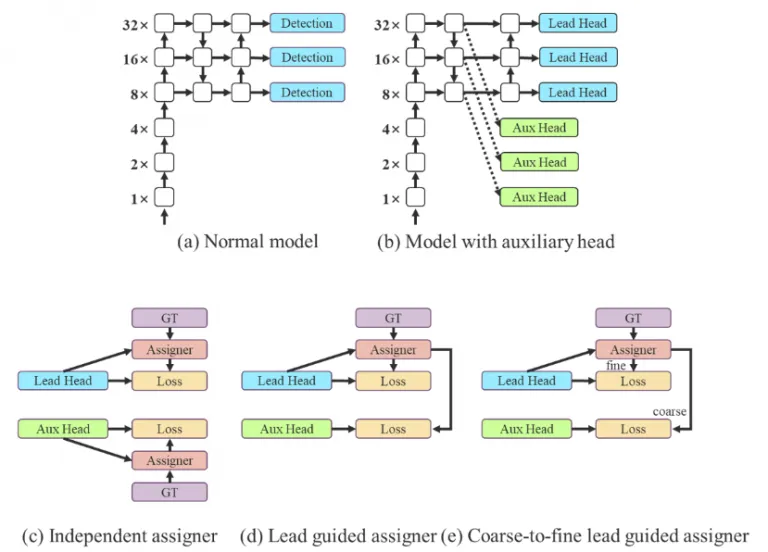 32× Detection
16× Detection
8× Detection
4×
2×
1×
(a) Normal model
32× Lead Head
16× Lead Head
8× Lead Head
4× Aux Head
2× Aux Head
1× Aux Head
(b) Model with auxiliary head
GT
Assigner
Lead Head Loss
Aux Head Loss
Assigner
GT
(c) Independent assigner
GT
Assigner
Lead Head Loss
Aux Head Loss
(d) Lead guided assigner
GT
Assigner
fine
Lead Head Loss
coarse
Aux Head Loss
(e) Coarse-to-fine lead guided assigner